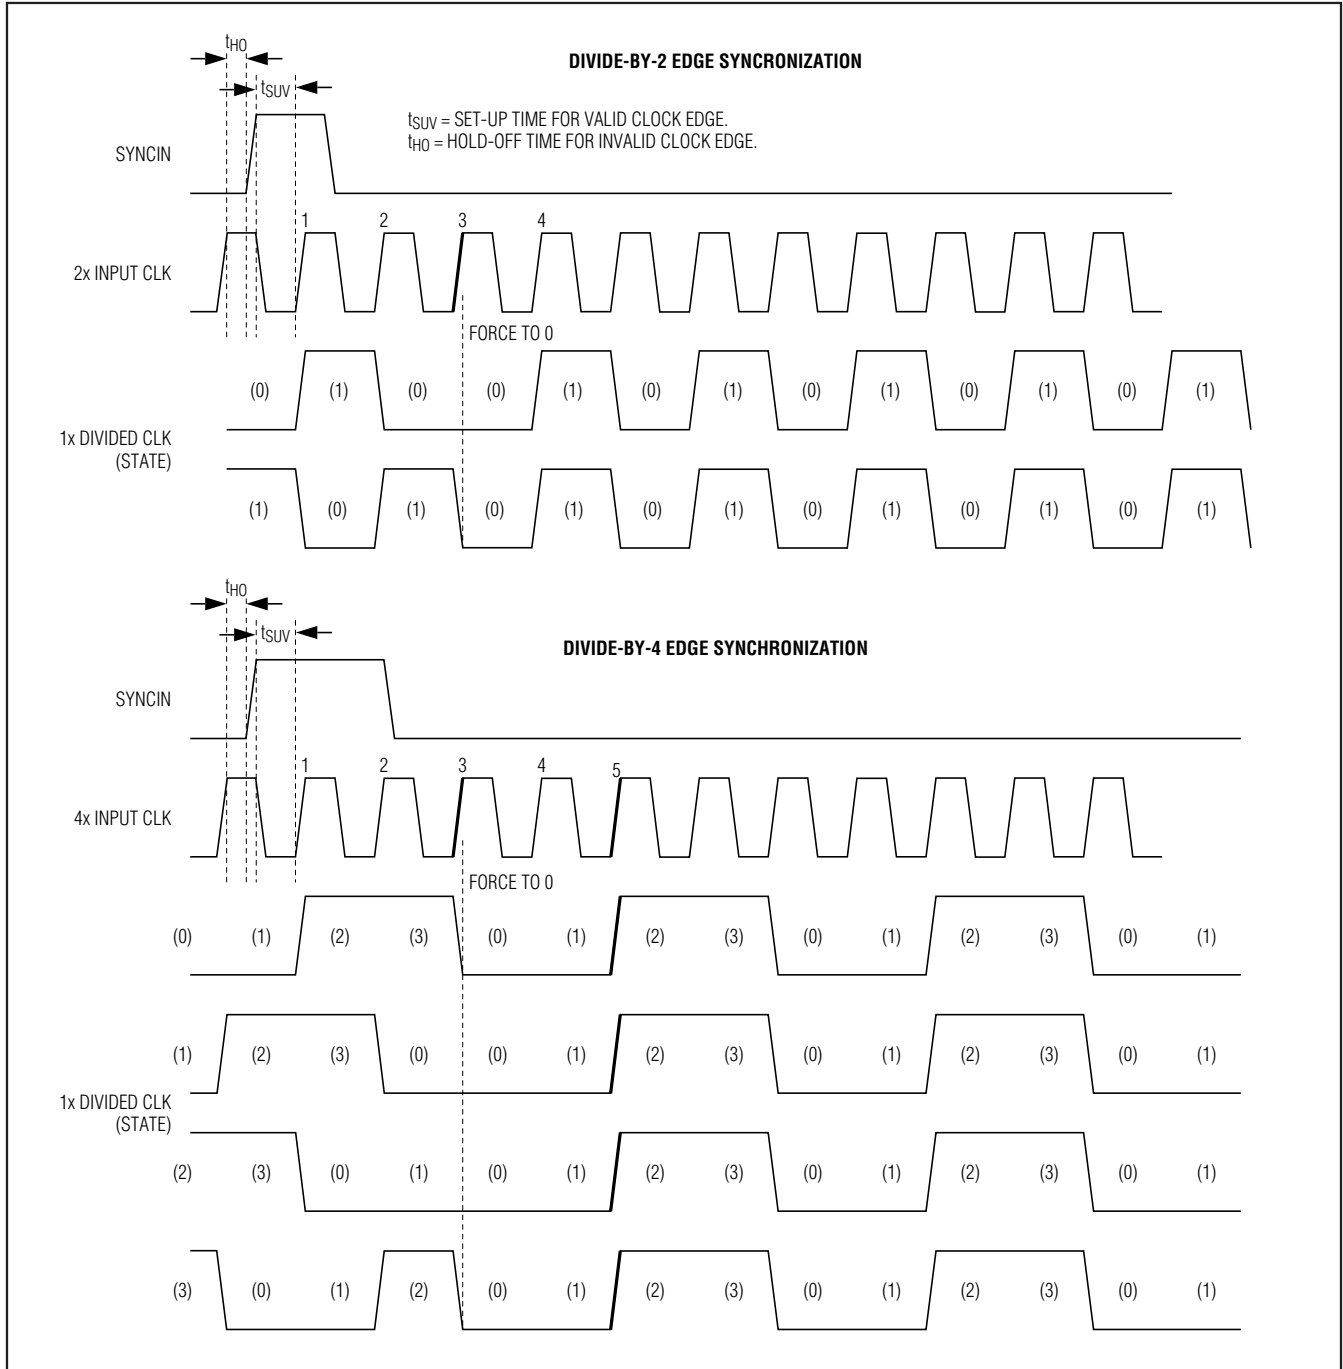 tHO
DIVIDE-BY-2 EDGE SYNCRONIZATION
tSUV
tSUV = SET-UP TIME FOR VALID CLOCK EDGE.
tHO = HOLD-OFF TIME FOR INVALID CLOCK EDGE.
SYNCIN
1 2 3 4
2x INPUT CLK
FORCE TO 0
(0) (1) (0) (0) (1) (0) (1) (0) (1) (0) (1) (0) (1)
1x DIVIDED CLK
(STATE)
(1) (0) (1) (0) (1) (0) (1) (0) (1) (0) (1) (0) (1)
tHO
tSUV
DIVIDE-BY-4 EDGE SYNCHRONIZATION
SYNCIN
1 2 3 4 5
4x INPUT CLK
FORCE TO 0
(0) (1) (2) (3) (0) (1) (2) (3) (0) (1) (2) (3) (0) (1)
(1) (2) (3) (0) (0) (1) (2) (3) (0) (1) (2) (3) (0) (1)
1x DIVIDED CLK
(STATE)
(2) (3) (0) (1) (0) (1) (2) (3) (0) (1) (2) (3) (0) (1)
(3) (0) (1) (2) (0) (1) (2) (3) (0) (1) (2) (3) (0) (1)